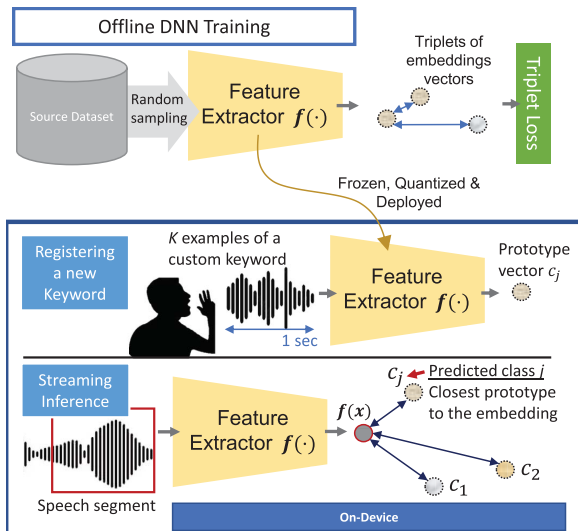 Offline DNN Training
Source Dataset
Random
sampling
Feature
Extractor f(·)
Triplets of
embeddings
vectors
Triplet Loss
Frozen, Quantized &
Deployed
Registering
a new
Keyword
K examples of a
custom keyword
1 sec
Feature
Extractor f(·)
Prototype
vector cj
Streaming
Inference
Speech segment
Feature
Extractor f(·)
f(x)
cj
Predicted class j
Closest prototype
to the embedding
c1
c2
On-Device